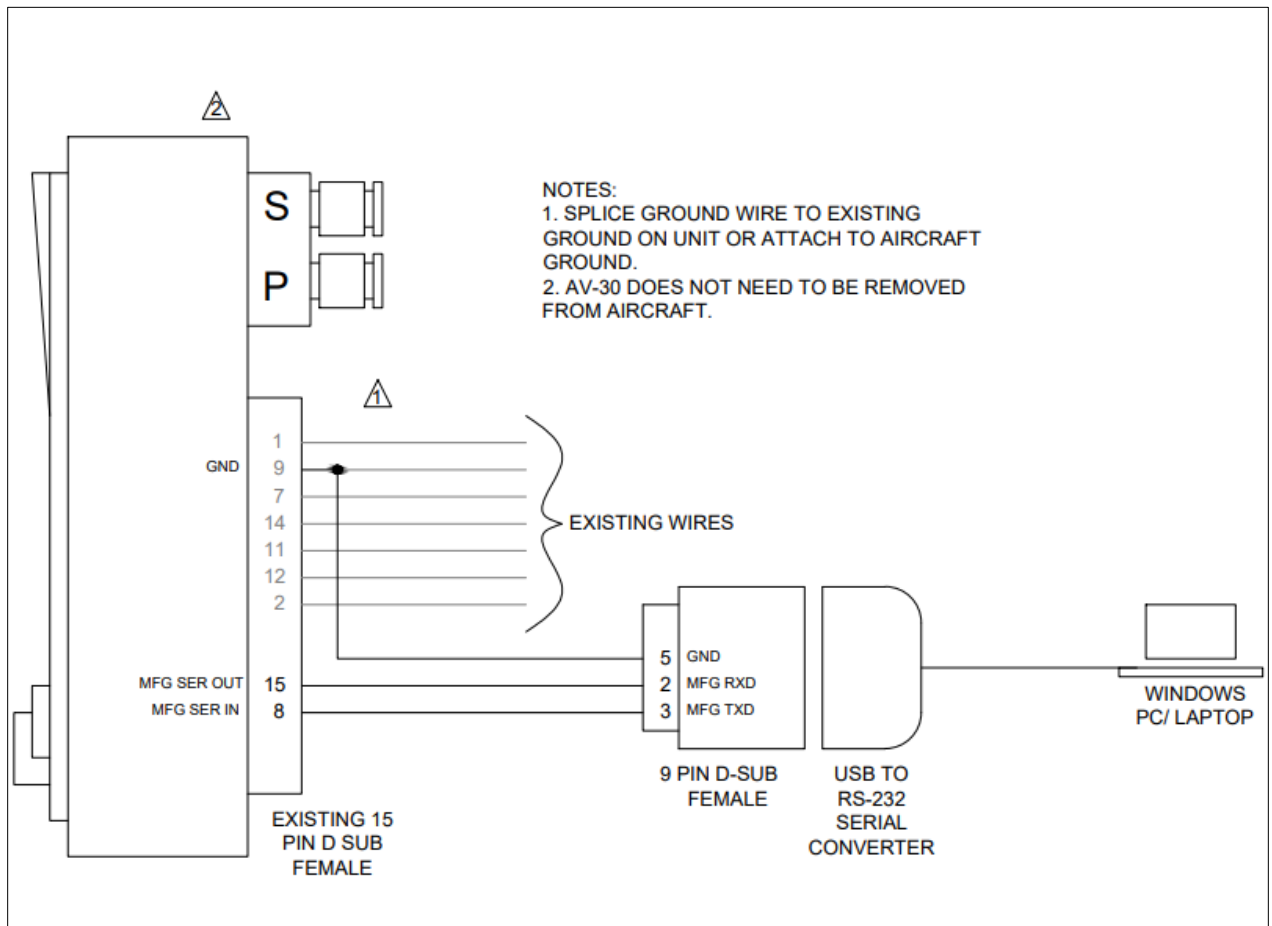 2
S
P
NOTES:
1. SPLICE GROUND WIRE TO EXISTING
GROUND ON UNIT OR ATTACH TO AIRCRAFT
GROUND.
2. AV-30 DOES NOT NEED TO BE REMOVED
FROM AIRCRAFT.
1
1
GND 9
7
14
11
12
2
EXISTING WIRES
MFG SER OUT 15
MFG SER IN 8
5 GND
2 MFG RXD
3 MFG TXD
EXISTING 15
PIN D SUB
FEMALE
9 PIN D-SUB
FEMALE
USB TO
RS-232
SERIAL
CONVERTER
WINDOWS
PC/ LAPTOP